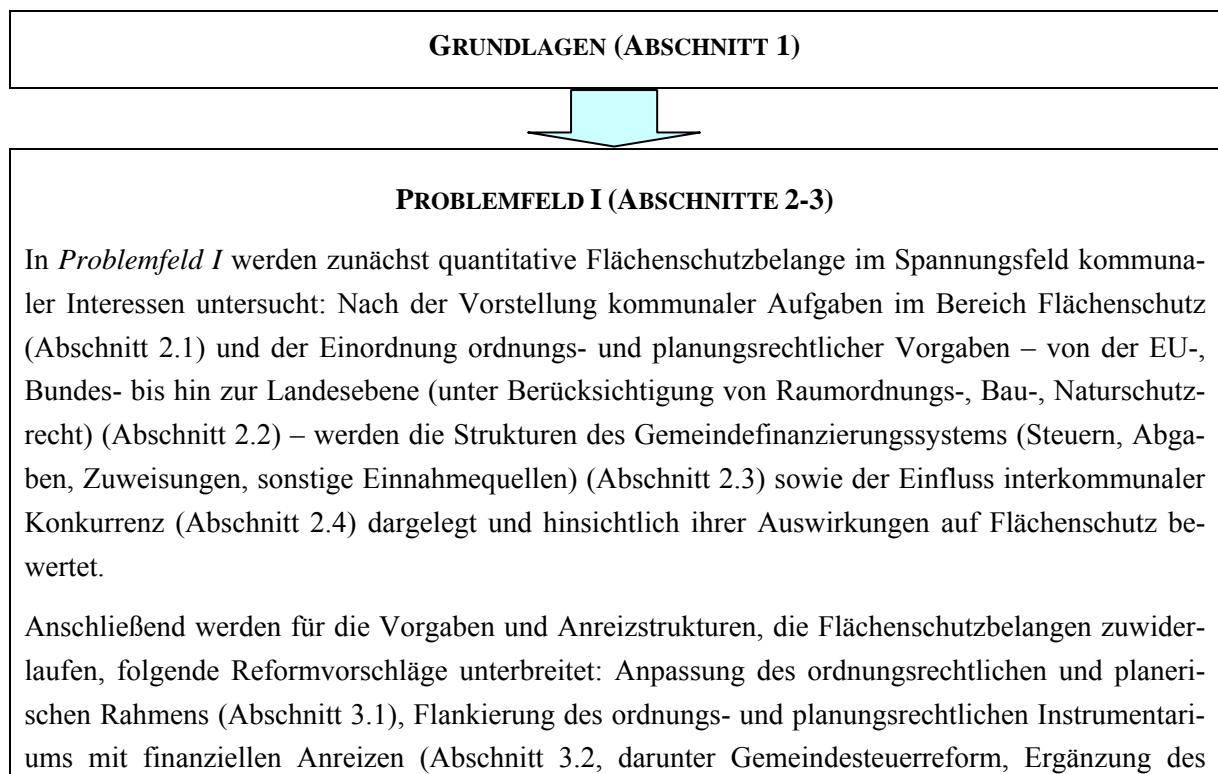 GRUNDLAGEN (ABSCHNITT 1)
PROBLEMFELD I (ABSCHNITTE 2-3)
In Problemfeld I werden zunächst quantitative Flächenschutzbelange im Spannungsfeld kommuna-
ler Interessen untersucht: Nach der Vorstellung kommunaler Aufgaben im Bereich Flächenschutz
(Abschnitt 2.1) und der Einordnung ordnungs- und planungsrechtlicher Vorgaben – von der EU-,
Bundes- bis hin zur Landesebene (unter Berücksichtigung von Raumordnungs-, Bau-, Naturschutz-
recht) (Abschnitt 2.2) – werden die Strukturen des Gemeindefinanzierungssystems (Steuern, Abga-
ben, Zuweisungen, sonstige Einnahmequellen) (Abschnitt 2.3) sowie der Einfluss interkommunaler
Konkurrenz (Abschnitt 2.4) dargelegt und hinsichtlich ihrer Auswirkungen auf Flächenschutz be-
wertet.
Anschließend werden für die Vorgaben und Anreizstrukturen, die Flächenschutzbelangen zuwider-
laufen, folgende Reformvorschläge unterbreitet: Anpassung des ordnungsrechtlichen und planeri-
schen Rahmens (Abschnitt 3.1), Flankierung des ordnungs- und planungsrechtlichen Instrumentari-
ums mit finanziellen Anreizen (Abschnitt 3.2, darunter Gemeindesteuerreform, Ergänzung des